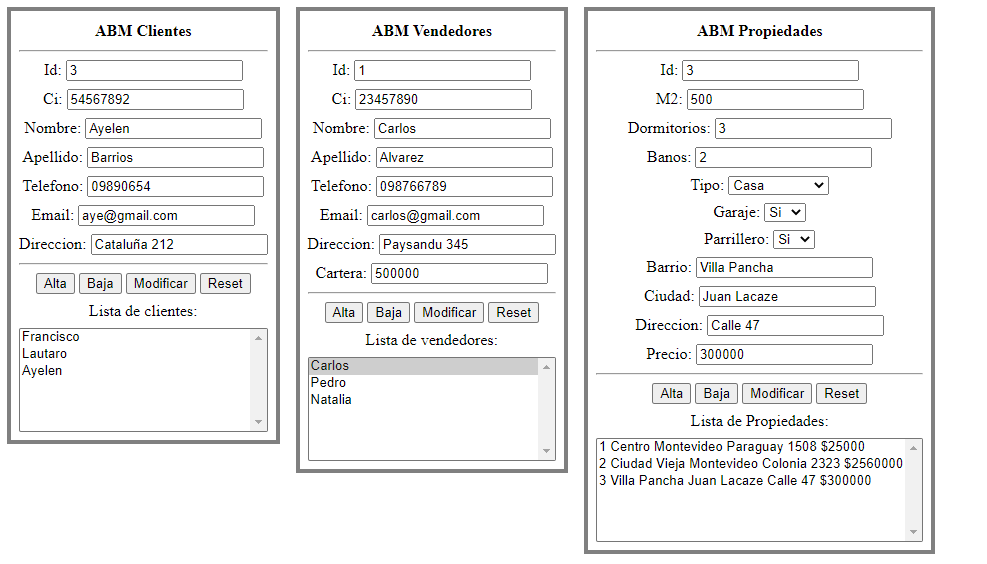 ABM Clientes
Id: 3
Ci: 54567892
Nombre: Ayelen
Apellido: Barrios
Telefono: 09890654
Email: aye@gmail.com
Direccion: Cataluña 212
Alta Baja Modificar Reset
Lista de clientes:
Francisco
Lautaro
Ayelen
ABM Vendedores
Id: 1
Ci: 23457890
Nombre: Carlos
Apellido: Alvarez
Telefono: 098766789
Email: carlos@gmail.com
Direccion: Paysandu 345
Cartera: 500000
Alta Baja Modificar Reset
Lista de vendedores:
Carlos
Pedro
Natalia
ABM Propiedades
Id: 3
M2: 500
Dormitorios: 3
Banos: 2
Tipo: Casa
Garaje: Si
Parrillero: Si
Barrio: Villa Pancha
Ciudad: Juan Lacaze
Direccion: Calle 47
Precio: 300000
Alta Baja Modificar Reset
Lista de Propiedades:
1 Centro Montevideo Paraguay 1508 $25000
2 Ciudad Vieja Montevideo Colonia 2323 $2560000
3 Villa Pancha Juan Lacaze Calle 47 $300000